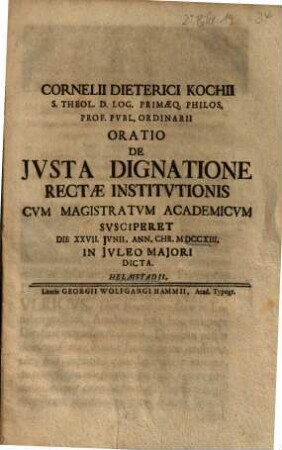 CORNELII DIETERICI KOCHII
S. THEOL. D. LOG. PRIMÆQ, PHILOS,
PROF. PVBL, ORDINARII
ORATIO
DE
JVSTA DIGNATIONE
RECTÆ INSTITVTIONIS
CVM MAGISTRATVM ACADEMICVM
SVSCIPERET
DIE XXVII. JVNII, ANN, CHR. MDCCXIII,
IN JVLEO MAJORI
DICTA.
HELMSTADII,
Literis GEORGII WOLFGANGI HAMMII, Acad. Typogr.